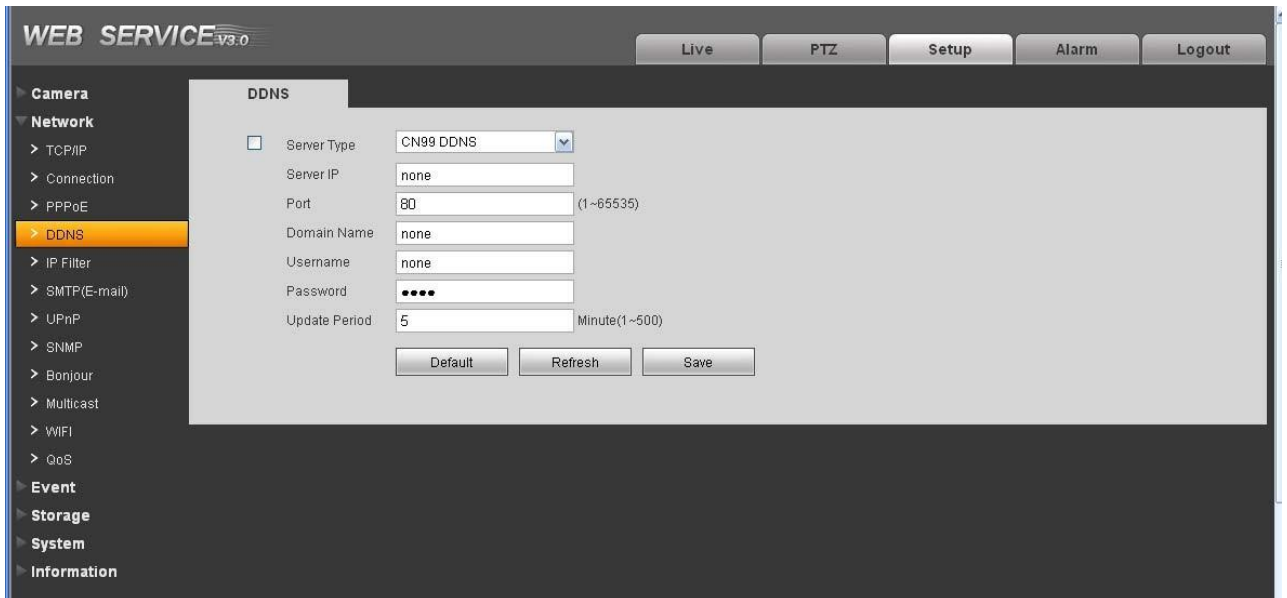 WEB SERVICE V3.0
Live PTZ Setup Alarm Logout
Camera
Network
> TCP/IP
> Connection
> PPPoE
> DDNS
> IP Filter
> SMTP(E-mail)
> UPnP
> SNMP
> Bonjour
> Multicast
> WIFI
> QoS
Event
Storage
System
Information
DDNS
Server Type CN99 DDNS
Server IP none
Port 80 (1~65535)
Domain Name none
Username none
Password ●●●●
Update Period 5 Minute(1~500)
Default Refresh Save